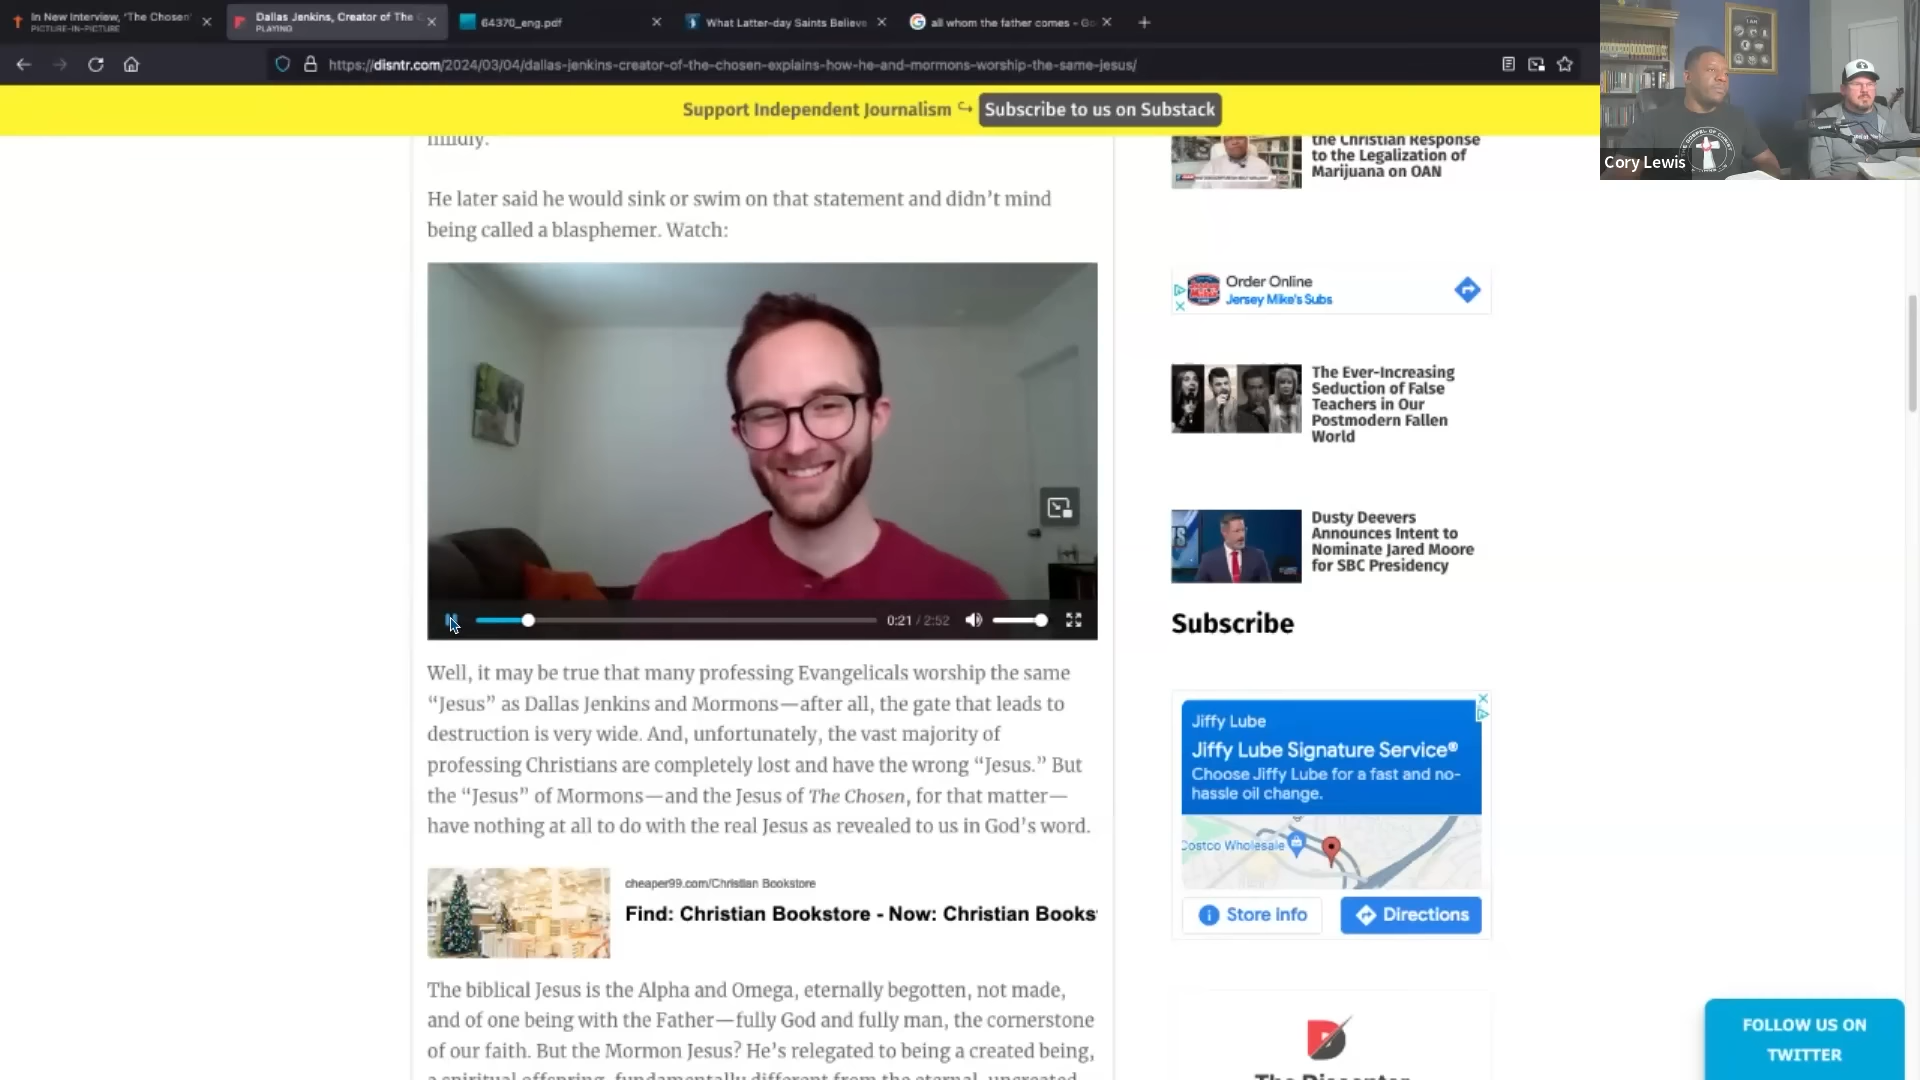 In New Interview, 'The Chosen'
PICTURE-IN-PICTURE
Dallas Jenkins, Creator of The C
PLAYING
64370_eng.pdf
What Latter-day Saints Believe
all whom the father comes - Go
https://disntr.com/2024/03/04/dallas-jenkins-creator-of-the-chosen-explains-how-he-and-mormons-worship-the-same-jesus/
Support Independent Journalism
Subscribe to us on Substack
Cory Lewis
mildly.
He later said he would sink or swim on that statement and didn’t mind
being called a blasphemer. Watch:
0:21 / 2:52
Well, it may be true that many professing Evangelicals worship the same
“Jesus” as Dallas Jenkins and Mormons—after all, the gate that leads to
destruction is very wide. And, unfortunately, the vast majority of
professing Christians are completely lost and have the wrong “Jesus.” But
the “Jesus” of Mormons—and the Jesus of The Chosen, for that matter—
have nothing at all to do with the real Jesus as revealed to us in God’s word.
cheaper99.com/Christian Bookstore
Find: Christian Bookstore - Now: Christian Books
The biblical Jesus is the Alpha and Omega, eternally begotten, not made,
and of one being with the Father—fully God and fully man, the cornerstone
of our faith. But the Mormon Jesus? He’s relegated to being a created being,
a spiritual offspring, fundamentally different from the eternal, uncreated
the Christian Response
to the Legalization of
Marijuana on OAN
Order Online
Jersey Mike's Subs
The Ever-Increasing
Seduction of False
Teachers in Our
Postmodern Fallen
World
Dusty Deevers
Announces Intent to
Nominate Jared Moore
for SBC Presidency
Subscribe
Jiffy Lube
Jiffy Lube Signature Service®
Choose Jiffy Lube for a fast and no-
hassle oil change.
Costco Wholesale
Store Info
Directions
The Dissenter
FOLLOW US ON
TWITTER